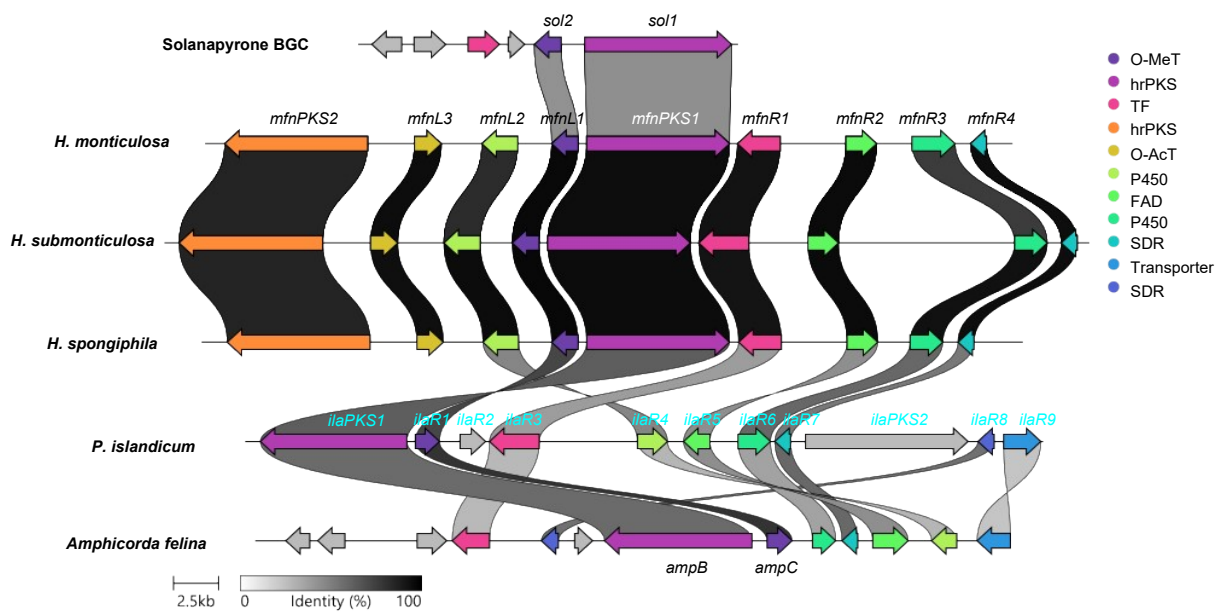 sol2 sol1
Solanapyrone BGC
mfnPKS2 mfnL3 mfnL2 mfnL1 mfnPKS1 mfnR1 mfnR2 mfnR3 mfnR4
H. monticulosa
H. submonticulosa
H. spongiphila
ilaPKS1 ilaR1 ilaR2 ilaR3 ilaR4 ilaR5 ilaR6 ilaR7 ilaPKS2 ilaR8 ilaR9
P. islandicum
Amphicorda felina
ampB ampC
2.5kb
0 Identity (%) 100
O-MeT
hrPKS
TF
hrPKS
O-AcT
P450
FAD
P450
SDR
Transporter
SDR